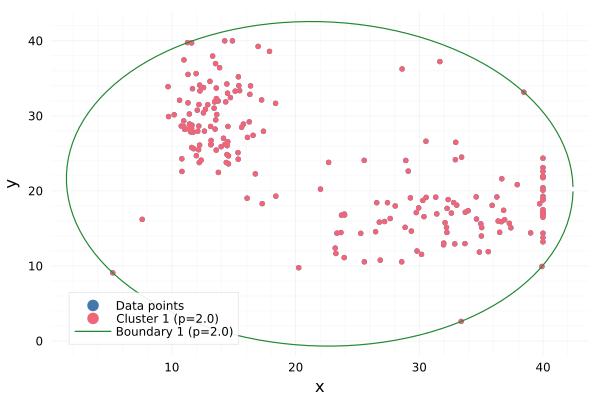 40
30
20
10
0
y
Data points
Cluster 1 (p=2.0)
Boundary 1 (p=2.0)
10 20 30 40
x